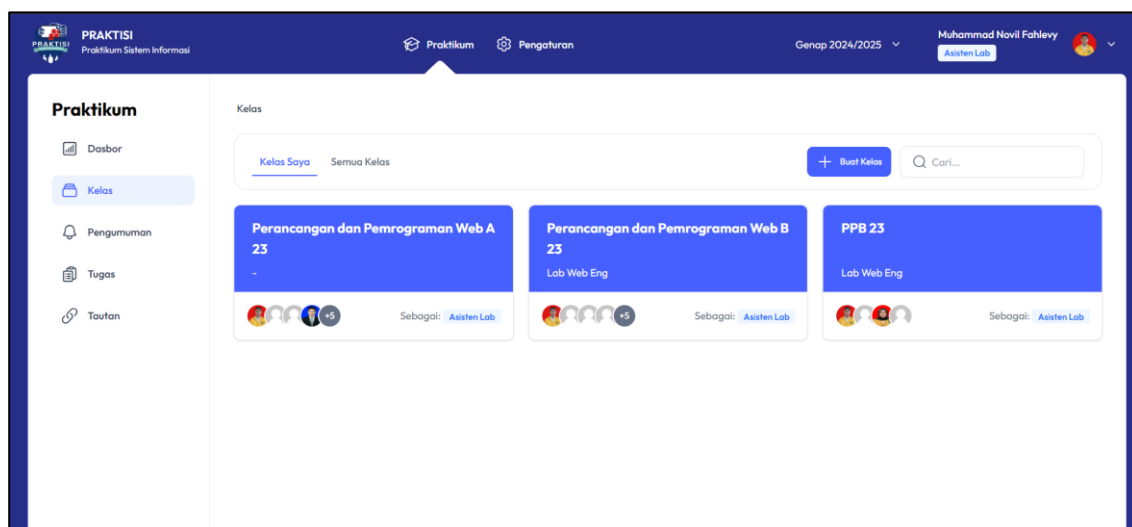 PRAKTISI
PRAKTISI
Praktikum Sistem Informasi
Praktikum
Pengaturan
Genap 2024/2025
Muhammad Novil Fahlevy
Asisten Lab
Praktikum
Dasbor
Kelas
Pengumuman
Tugas
Tautan
Kelas
Kelas Saya
Semua Kelas
Buat Kelas
Cari...
Perancangan dan Pemrograman Web A
23
-
+5
Sebagai: Asisten Lab
Perancangan dan Pemrograman Web B
23
Lab Web Eng
+5
Sebagai: Asisten Lab
PPB 23
Lab Web Eng
Sebagai: Asisten Lab